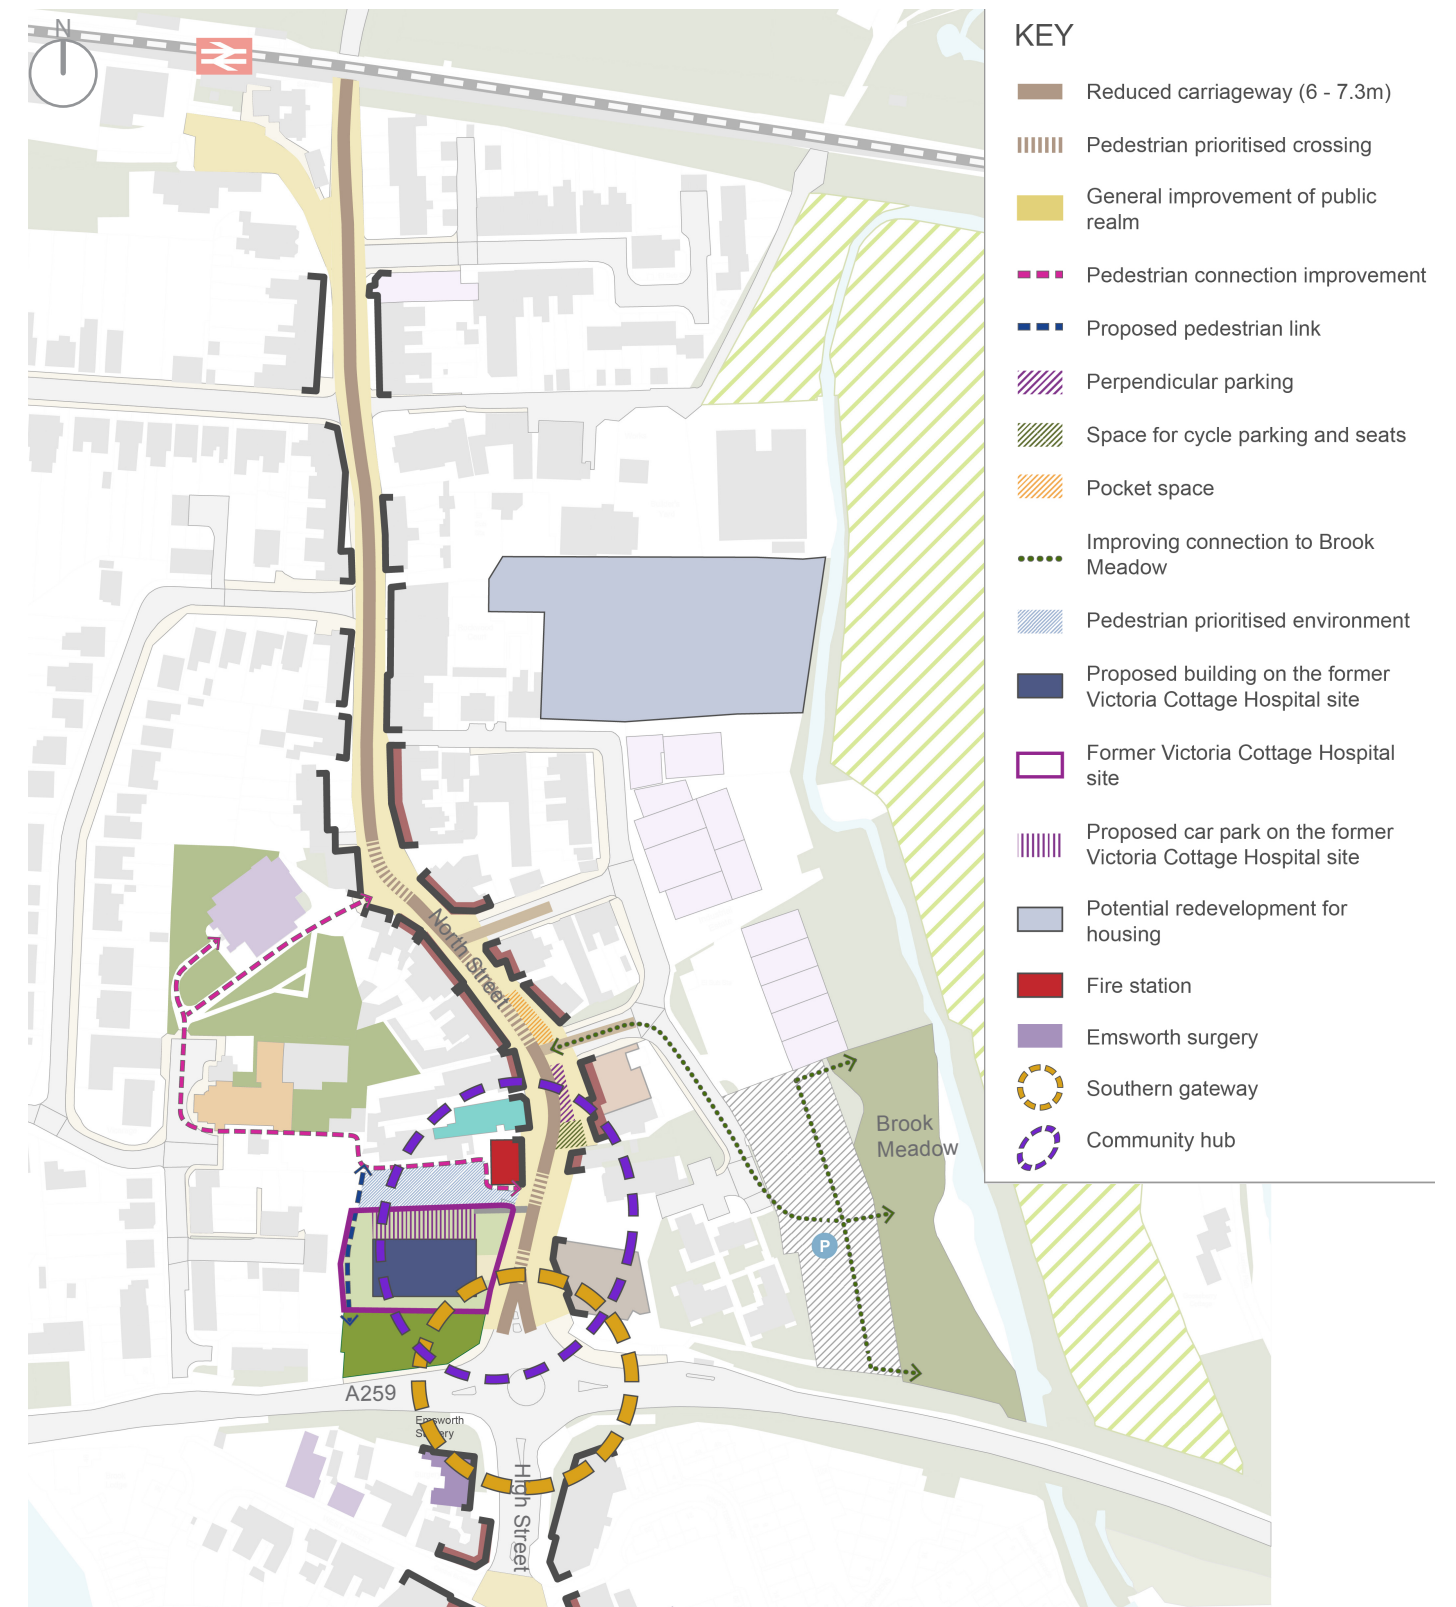 N
KEY
Reduced carriageway (6 - 7.3m)
Pedestrian prioritised crossing
General improvement of public
realm
Pedestrian connection improvement
Proposed pedestrian link
Perpendicular parking
Space for cycle parking and seats
Pocket space
Improving connection to Brook
Meadow
Pedestrian prioritised environment
Proposed building on the former
Victoria Cottage Hospital site
Former Victoria Cottage Hospital
site
Proposed car park on the former
Victoria Cottage Hospital site
Potential redevelopment for
housing
Fire station
Emsworth surgery
Southern gateway
Community hub
North Street
Brook
Meadow
P
A259
Emsworth
Surgery
High Street